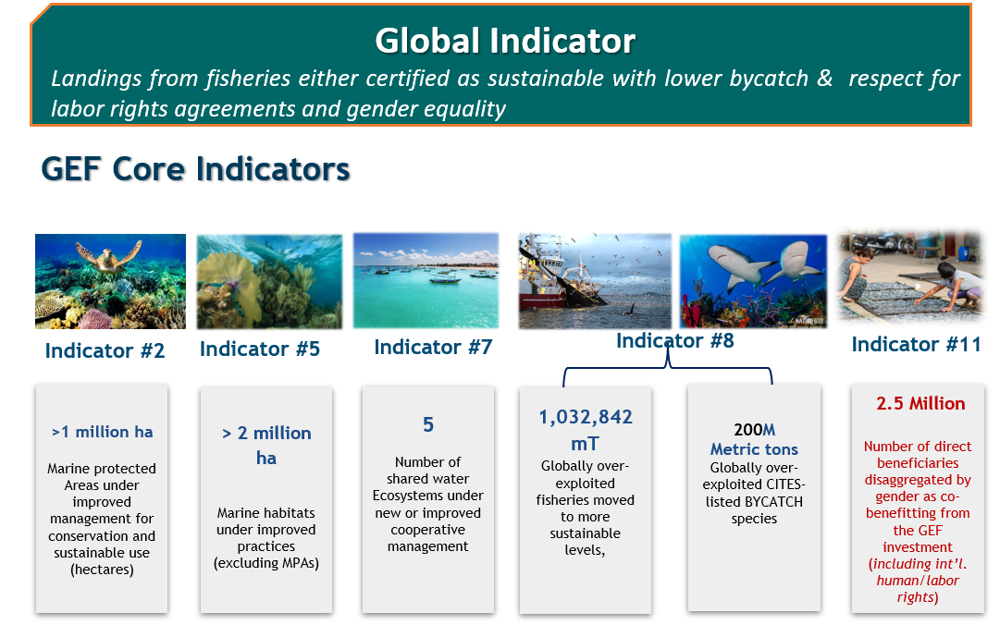 Global Indicator
Landings from fisheries either certified as sustainable with lower bycatch &  respect for
labor rights agreements and gender equality
GEF Core Indicators
Indicator #2
Indicator #5
Indicator #7
Indicator #8
Indicator #11
>1 million ha
Marine protected
Areas under
improved
management for
conservation and
sustainable use
(hectares)
> 2 million
ha
Marine habitats
under improved
practices
(excluding MPAs)
5
Number of
shared water
Ecosystems under
new or improved
cooperative
management
1,032,842
mT
Globally over-
exploited
fisheries moved
to more
sustainable
levels,
200M
Metric tons
Globally over-
exploited CITES-
listed BYCATCH
species
2.5 Million
Number of direct
beneficiaries
disaggregated by
gender as co-
benefitting from
the GEF
investment
(including int’l.
human/labor
rights)